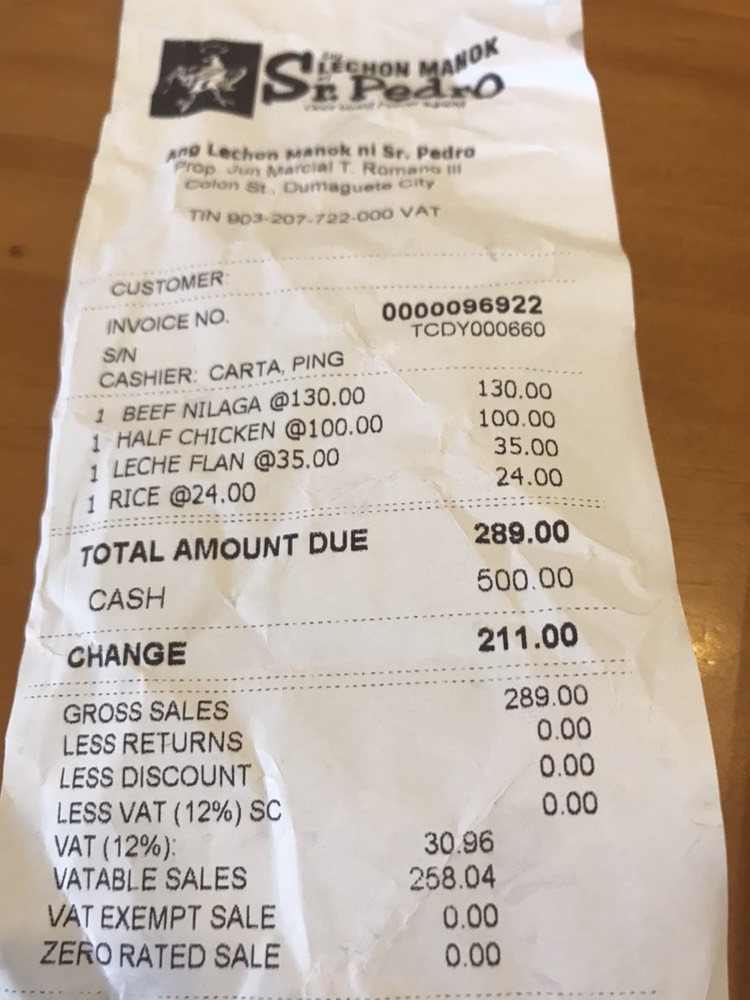 LECHON MANOK
Sr. Pedro
Ang Lechon Manok ni Sr. Pedro
Prop. Jun Marcial T. Romano III
Colon St., Dumaguete City
TIN 903-207-722-000 VAT
CUSTOMER:
INVOICE NO. 0000096922
S/N TCDY000660
CASHIER: CARTA, PING
1 BEEF NILAGA @130.00 130.00
1 HALF CHICKEN @100.00 100.00
1 LECHE FLAN @35.00 35.00
1 RICE @24.00 24.00
TOTAL AMOUNT DUE 289.00
CASH 500.00
CHANGE 211.00
GROSS SALES 289.00
LESS RETURNS 0.00
LESS DISCOUNT 0.00
LESS VAT (12%) SC 0.00
VAT (12%): 30.96
VATABLE SALES 258.04
VAT EXEMPT SALE 0.00
ZERO RATED SALE 0.00